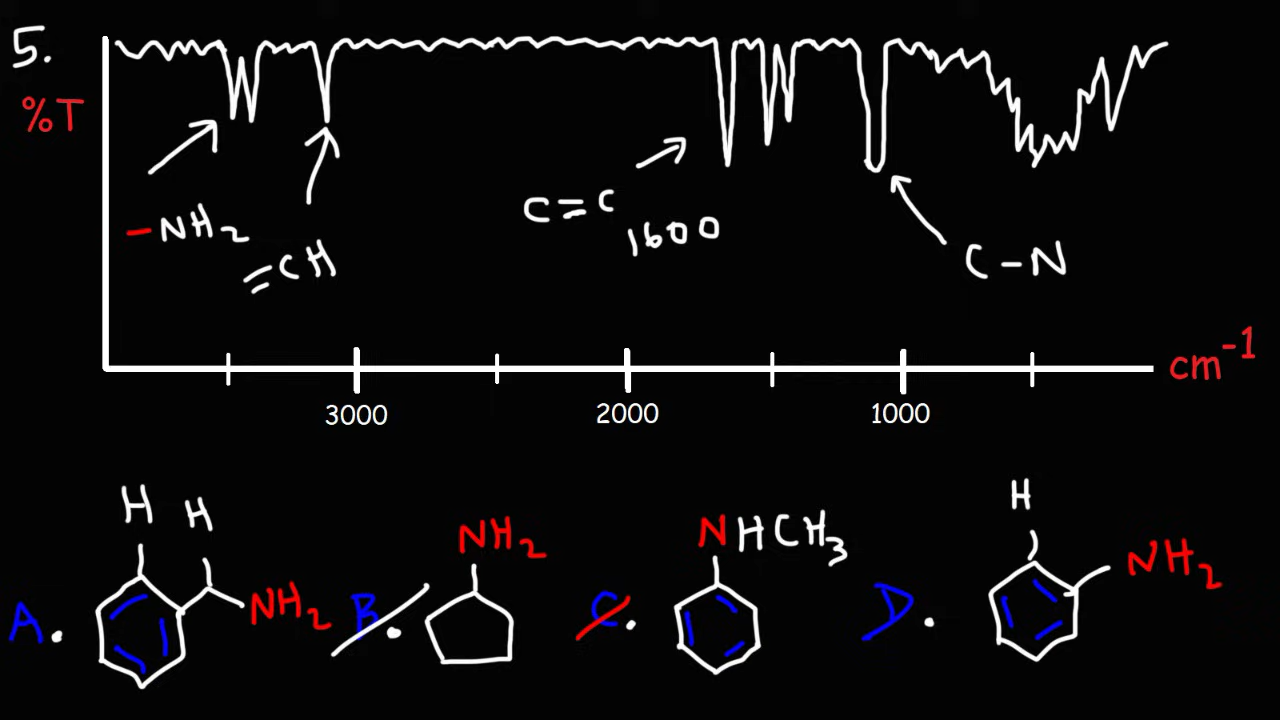 5.
%T
-NH2
=CH
C=C
1600
C-N
cm-1
3000 2000 1000
H H H
NH2 NHCH3 NH2
A. NH2 B. C. D.